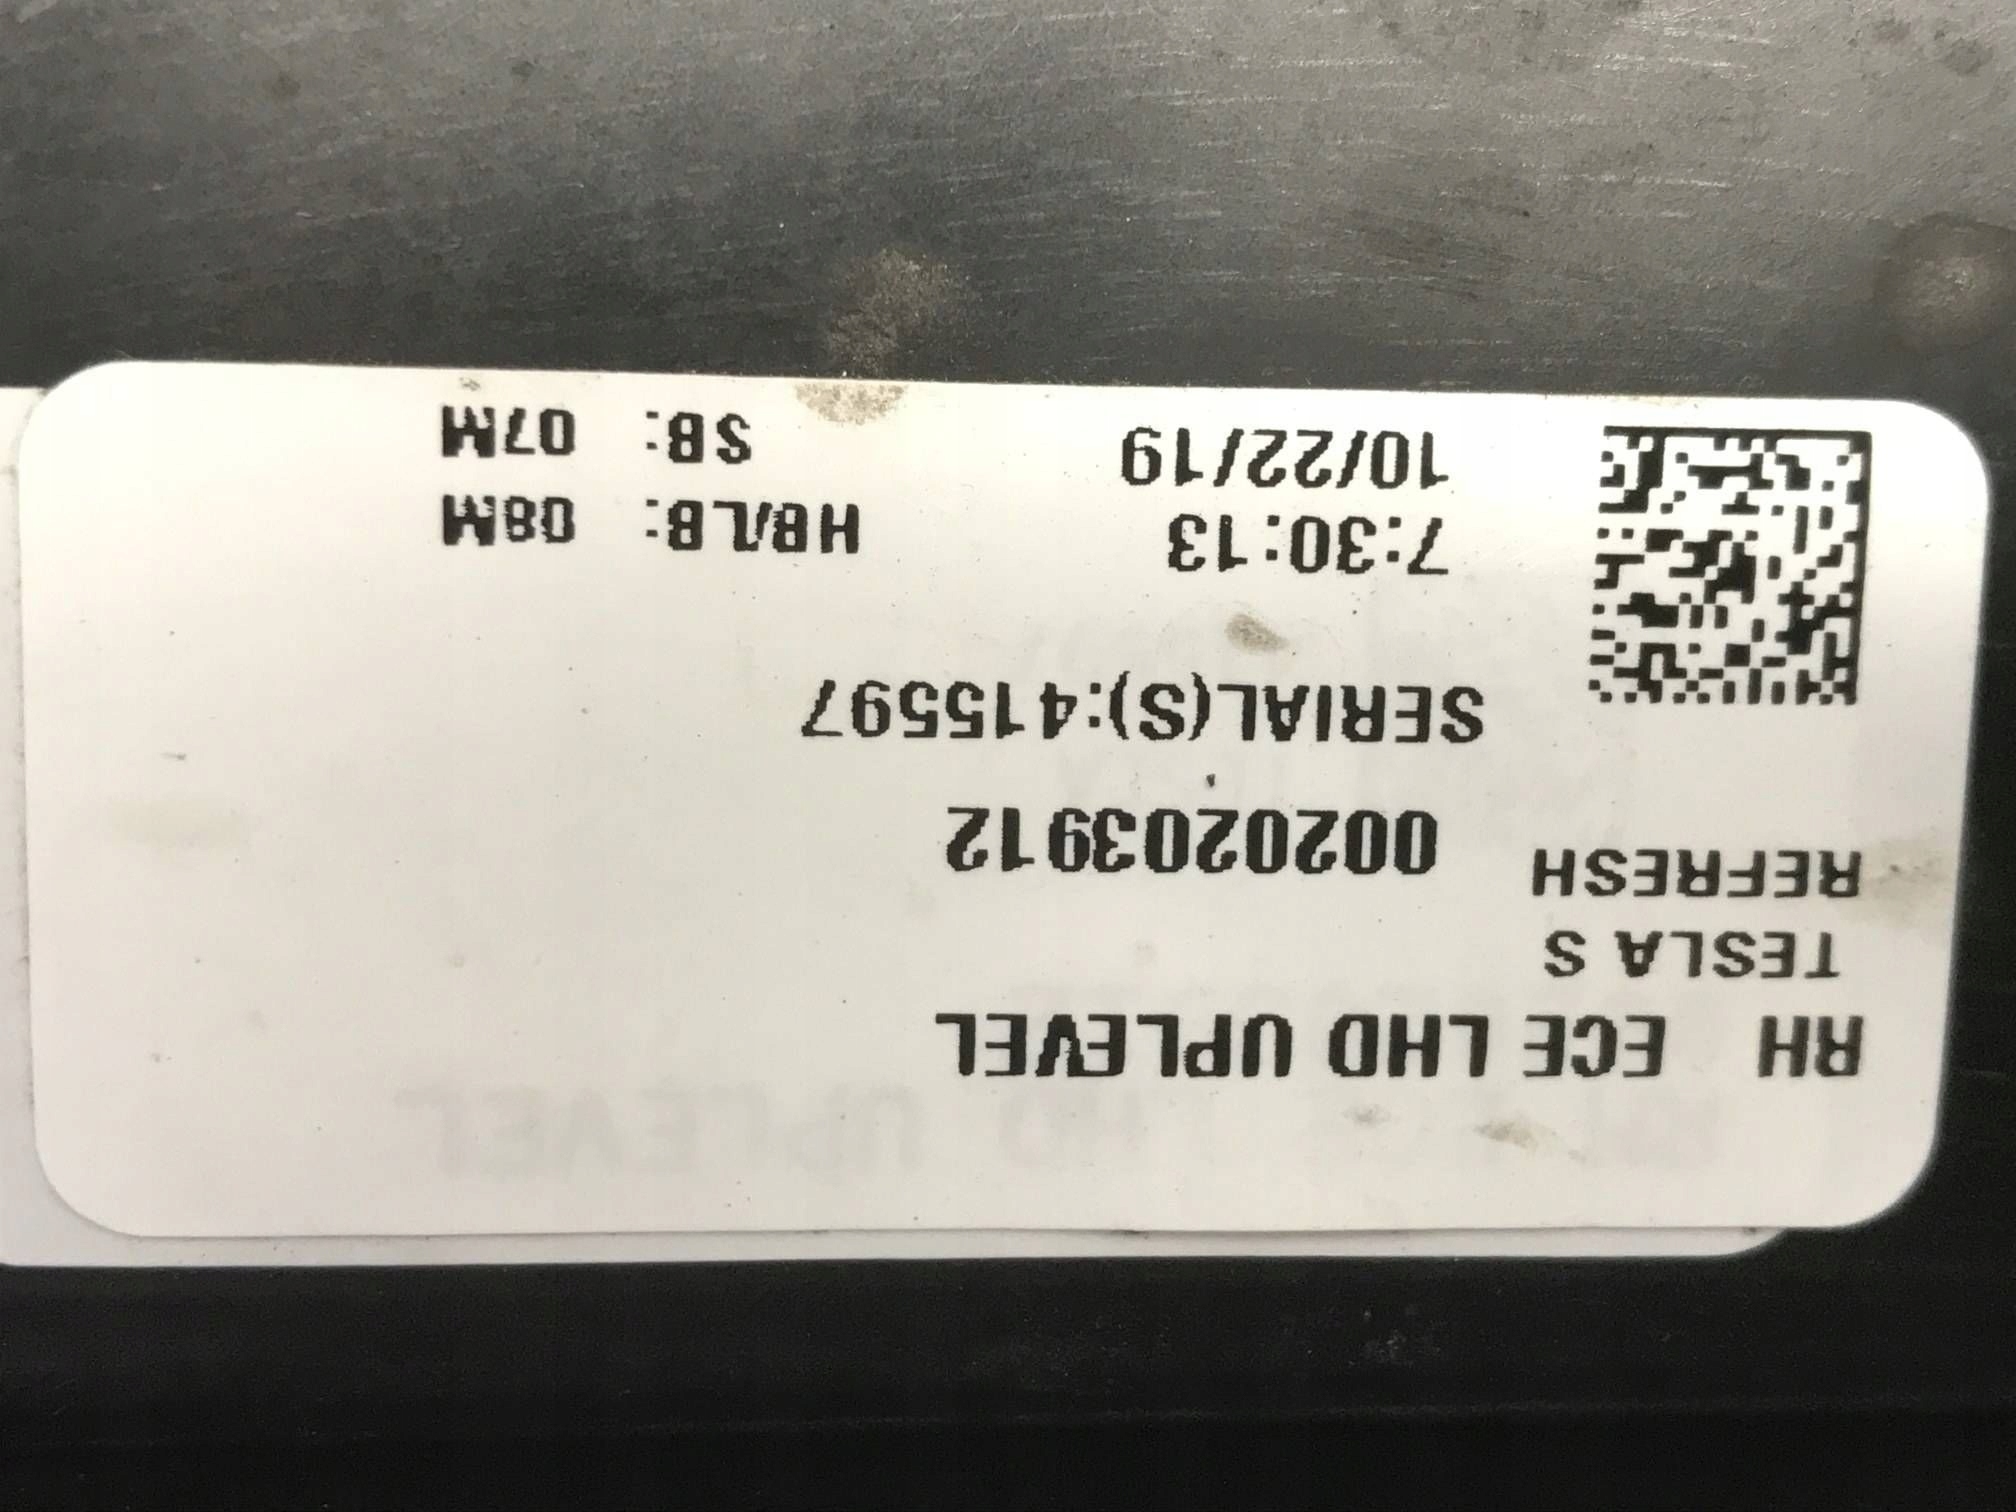 RH ECE LHD UPLEVEL
TESLA S
REFRESH
0020203912
SERIAL(S):415597
7:30:13 HB/LB: 08M
10/22/19 SB: 07M
UPLEVEL